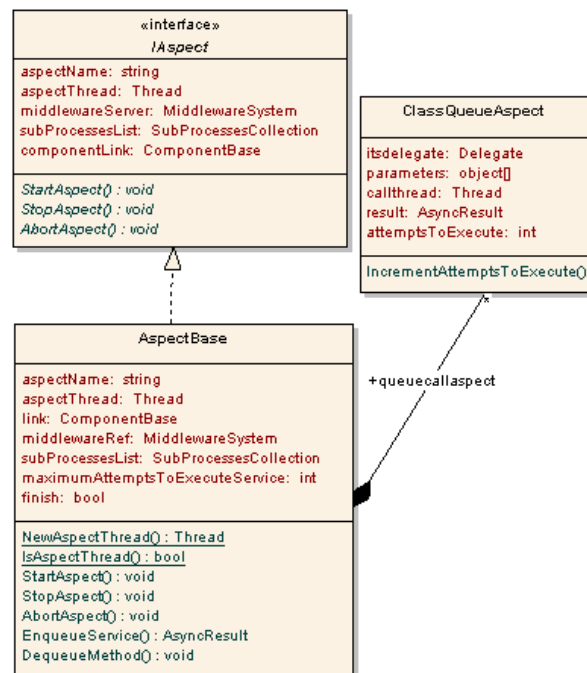 «interface»
IAspect
aspectName: string
aspectThread: Thread
middlewareServer: MiddlewareSystem
subProcessesList: SubProcessesCollection
componentLink: ComponentBase
StartAspect() : void
StopAspect() : void
AbortAspect() : void
ClassQueueAspect
itsdelegate: Delegate
parameters: object[]
callthread: Thread
result: AsyncResult
attemptsToExecute: int
IncrementAttemptsToExecute()
*
+queuecallaspect
AspectBase
aspectName: string
aspectThread: Thread
link: ComponentBase
middlewareRef: MiddlewareSystem
subProcessesList: SubProcessesCollection
maximumAttemptsToExecuteService: int
finish: bool
NewAspectThread() : Thread
IsAspectThread() : bool
StartAspect() : void
StopAspect() : void
AbortAspect() : void
EnqueueService() : AsyncResult
DequeueMethod() : void